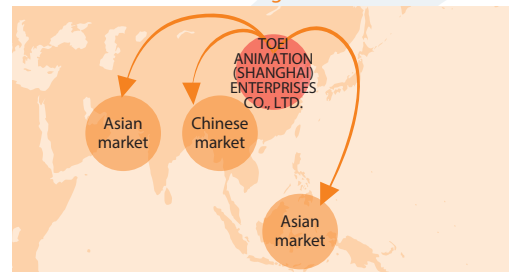 TOEI
ANIMATION
(SHANGHAI)
ENTERPRISES
CO., LTD.
Asian
market
Chinese
market
Asian
market